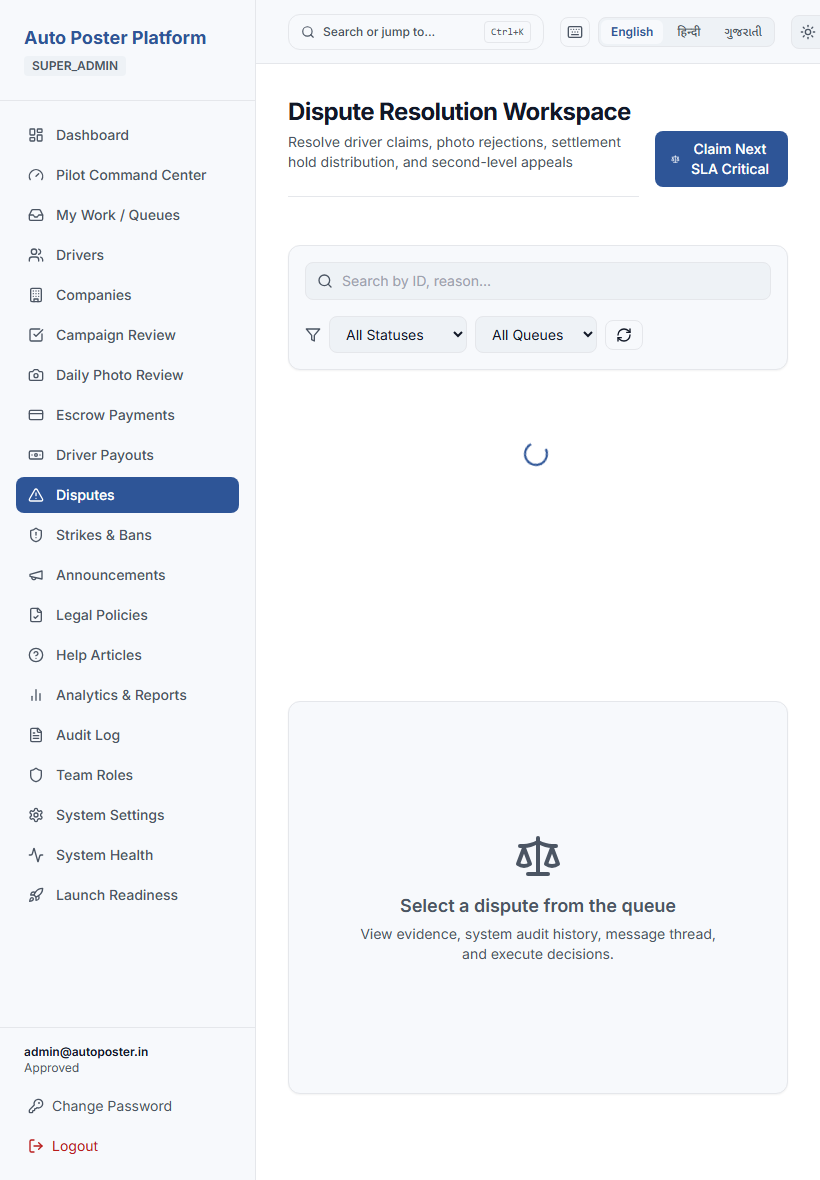 Auto Poster Platform
SUPER_ADMIN
Dashboard
Pilot Command Center
My Work / Queues
Drivers
Companies
Campaign Review
Daily Photo Review
Escrow Payments
Driver Payouts
Disputes
Strikes & Bans
Announcements
Legal Policies
Help Articles
Analytics & Reports
Audit Log
Team Roles
System Settings
System Health
Launch Readiness
admin@autoposter.in
Approved
Change Password
Logout
Search or jump to...
Ctrl+K
English
हिन्दी
ગુજરાતી
Dispute Resolution Workspace
Resolve driver claims, photo rejections, settlement
hold distribution, and second-level appeals
Claim Next
SLA Critical
Search by ID, reason...
All Statuses
All Queues
Select a dispute from the queue
View evidence, system audit history, message thread,
and execute decisions.